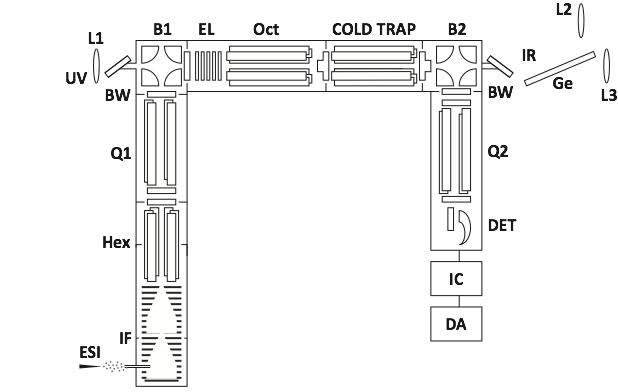 L2
B1 EL Oct COLD TRAP B2
L1
IR
UV
Ge
L3
BW
BW
Q1
Q2
DET
Hex
IC
DA
IF
ESI